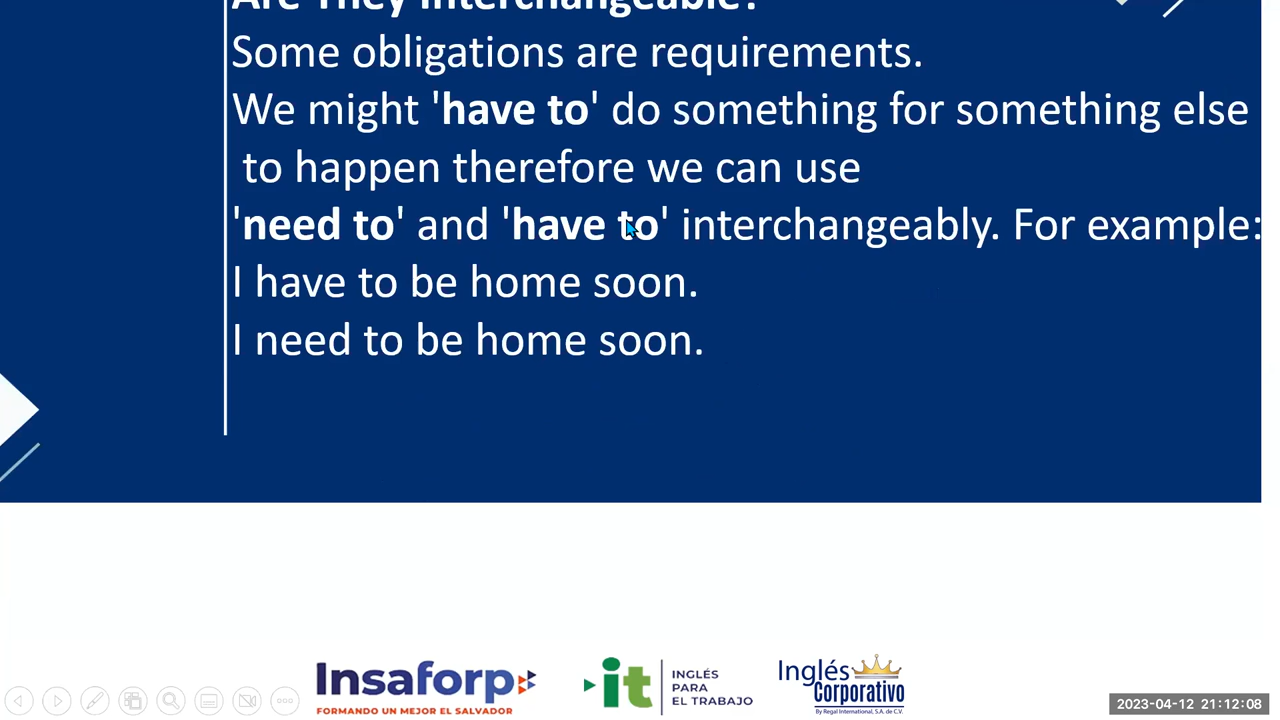 Are They Interchangeable?
Some obligations are requirements.
We might 'have to' do something for something else
to happen therefore we can use
'need to' and 'have to' interchangeably. For example:
I have to be home soon.
I need to be home soon.
Insaforp
FORMANDO UN MEJOR EL SALVADOR
it
INGLÉS
PARA
EL TRABAJO
Inglés
Corporativo
By Regal International, S.A. de C.V.
2023-04-12 21:12:08